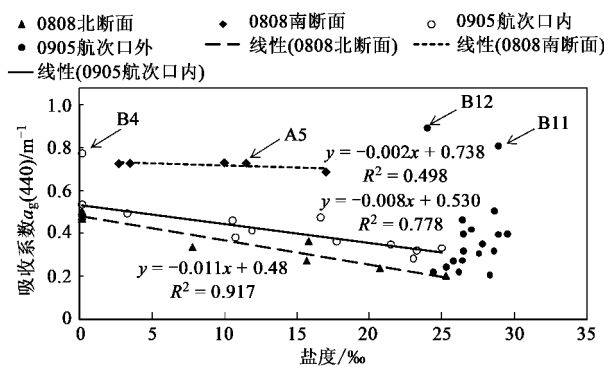 0808北断面 0808南断面 0905航次口内
0905航次口外 线性(0808北断面) 线性(0808南断面)
线性(0905航次口内)
吸收系数ag(440)/m⁻¹
1.0
0.8
0.6
0.4
0.2
0
B4
A5
B12
B11
y = −0.002x + 0.738
R² = 0.498
y = −0.008x + 0.530
R² = 0.778
y = −0.011x + 0.48
R² = 0.917
0 5 10 15 20 25 30 35
盐度/‰